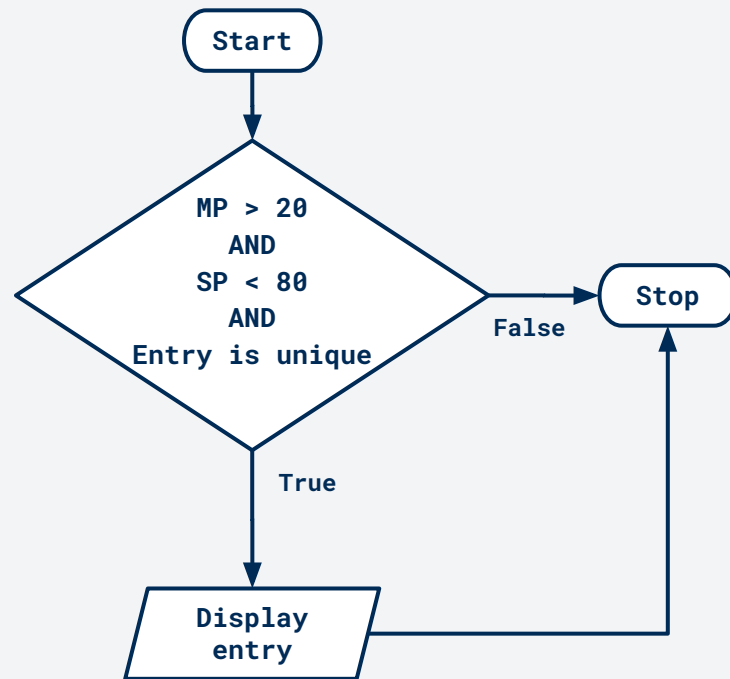 Start
MP > 20
AND
SP < 80
AND
Entry is unique
Stop
False
True
Display
entry